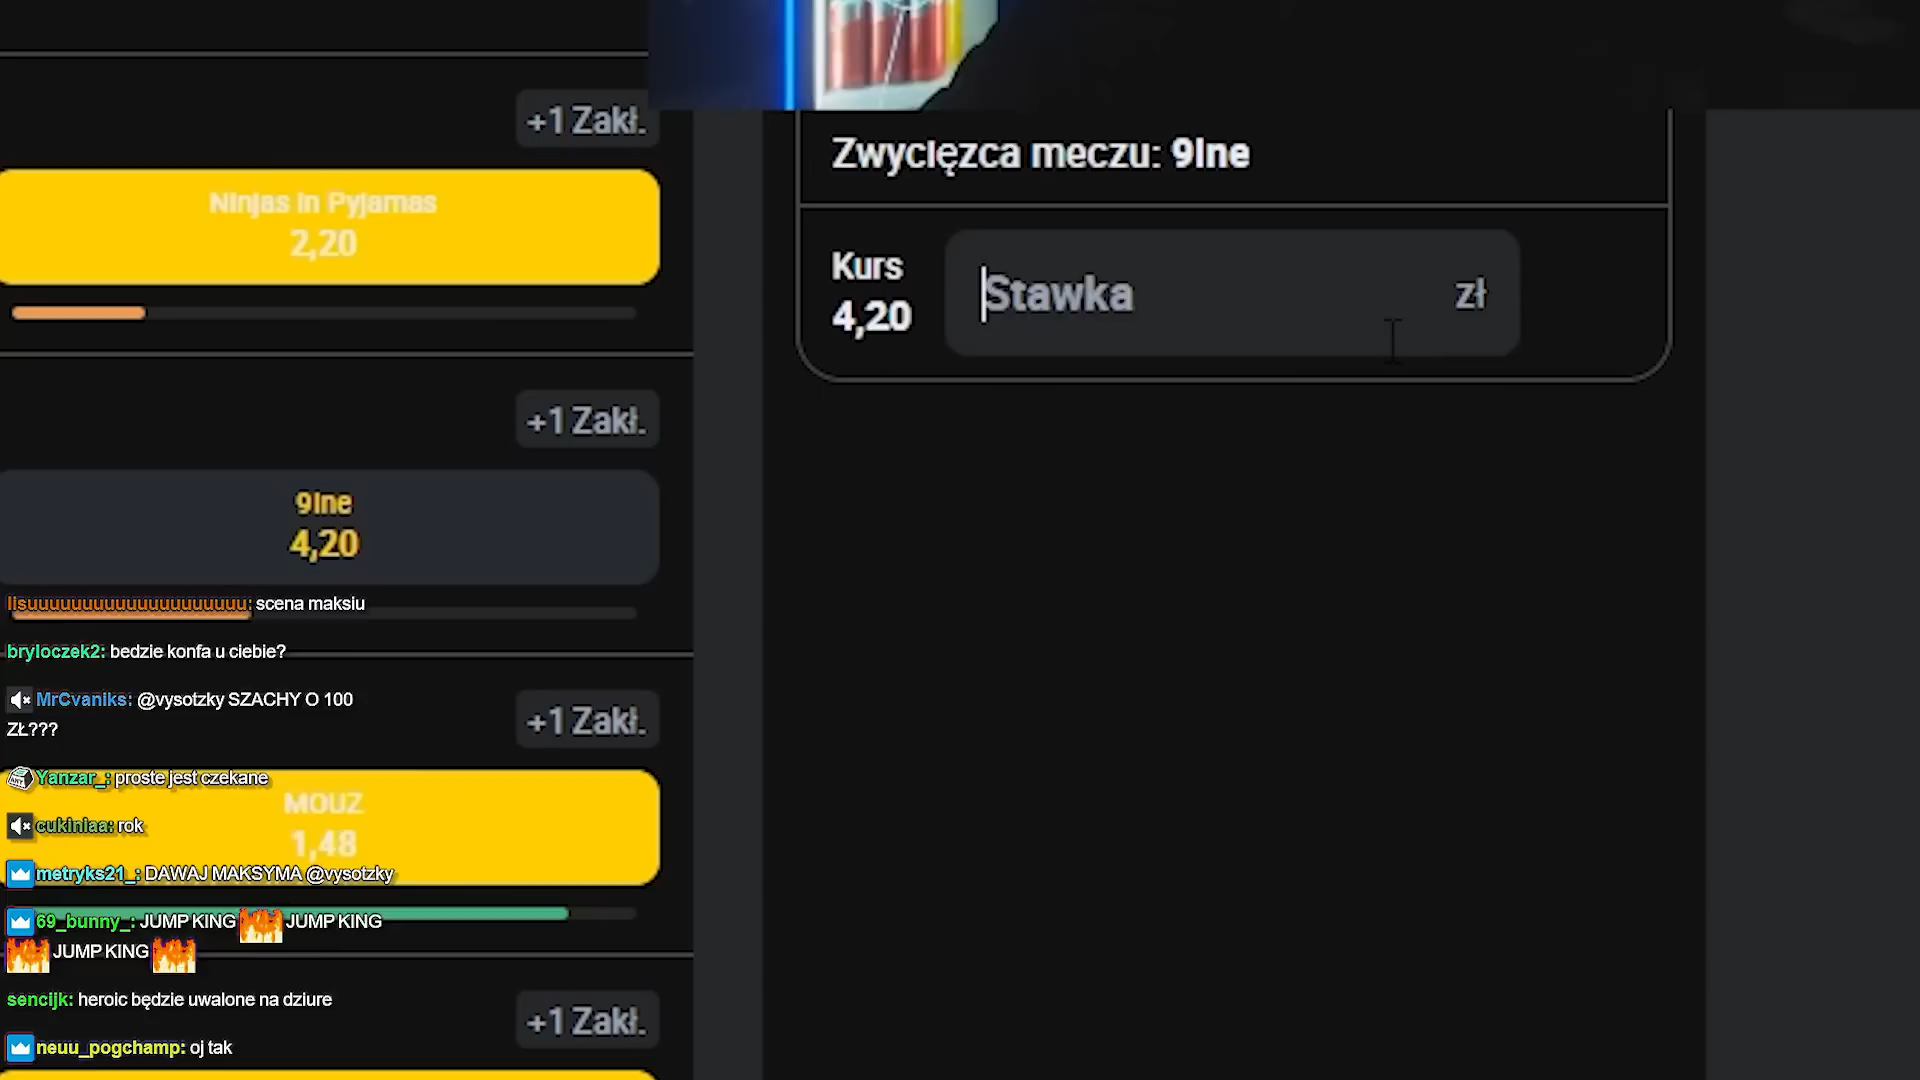 +1 Zakł.
Ninjas in Pyjamas
2,20
+1 Zakł.
9ine
4,20
lisuuuuuuuuuuuuuuuuuuuu: scena maksiu
bryloczek2: bedzie konfa u ciebie?
MrCvaniks: @vysotzky SZACHY O 100
ZŁ???
+1 Zakł.
Yanzar_: proste jest czekane
MOUZ
cukiniaa: rok
1,48
metryks21_: DAWAJ MAKSYMA @vysotzky
69_bunny_: JUMP KING JUMP KING
JUMP KING
sencijk: heroic będzie uwalone na dziure
+1 Zakł.
neuu_pogchamp: oj tak
Zwycięzca meczu: 9ine
Kurs
4,20
Stawka zł